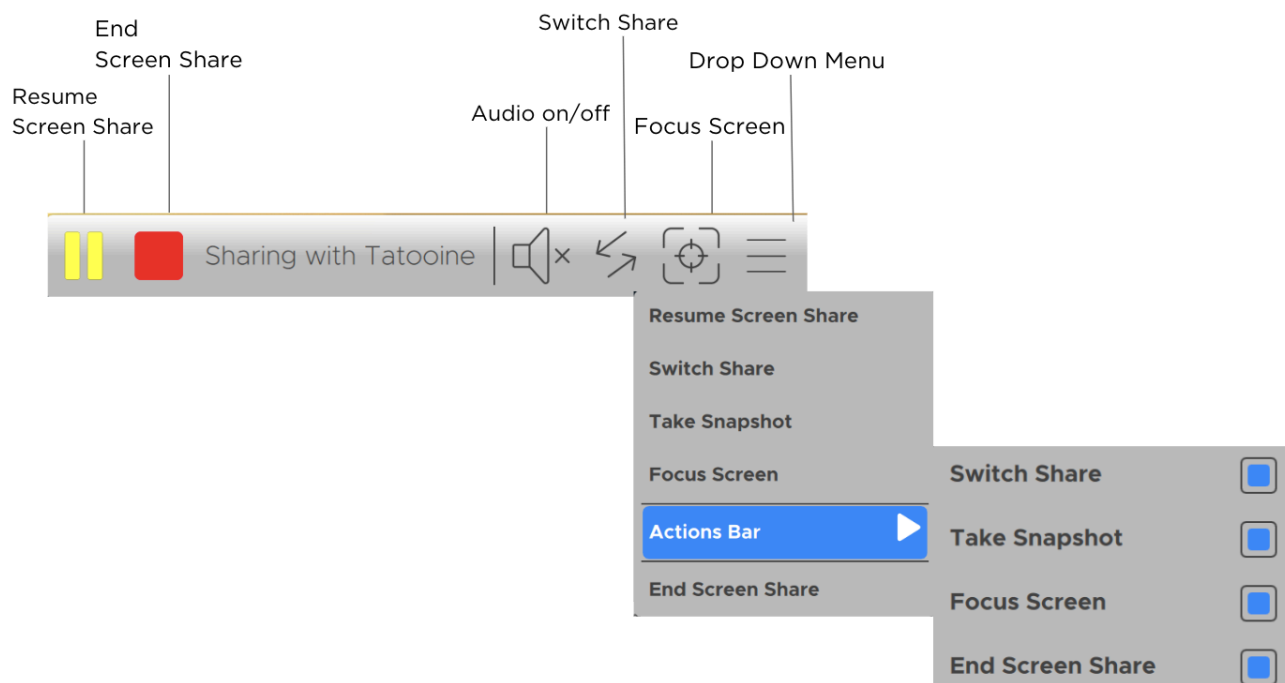 Switch Share
End
Screen Share
Drop Down Menu
Resume
Screen Share
Audio on/off
Focus Screen
Sharing with Tatooine
Resume Screen Share
Switch Share
Take Snapshot
Focus Screen
Actions Bar
End Screen Share
Switch Share
Take Snapshot
Focus Screen
End Screen Share